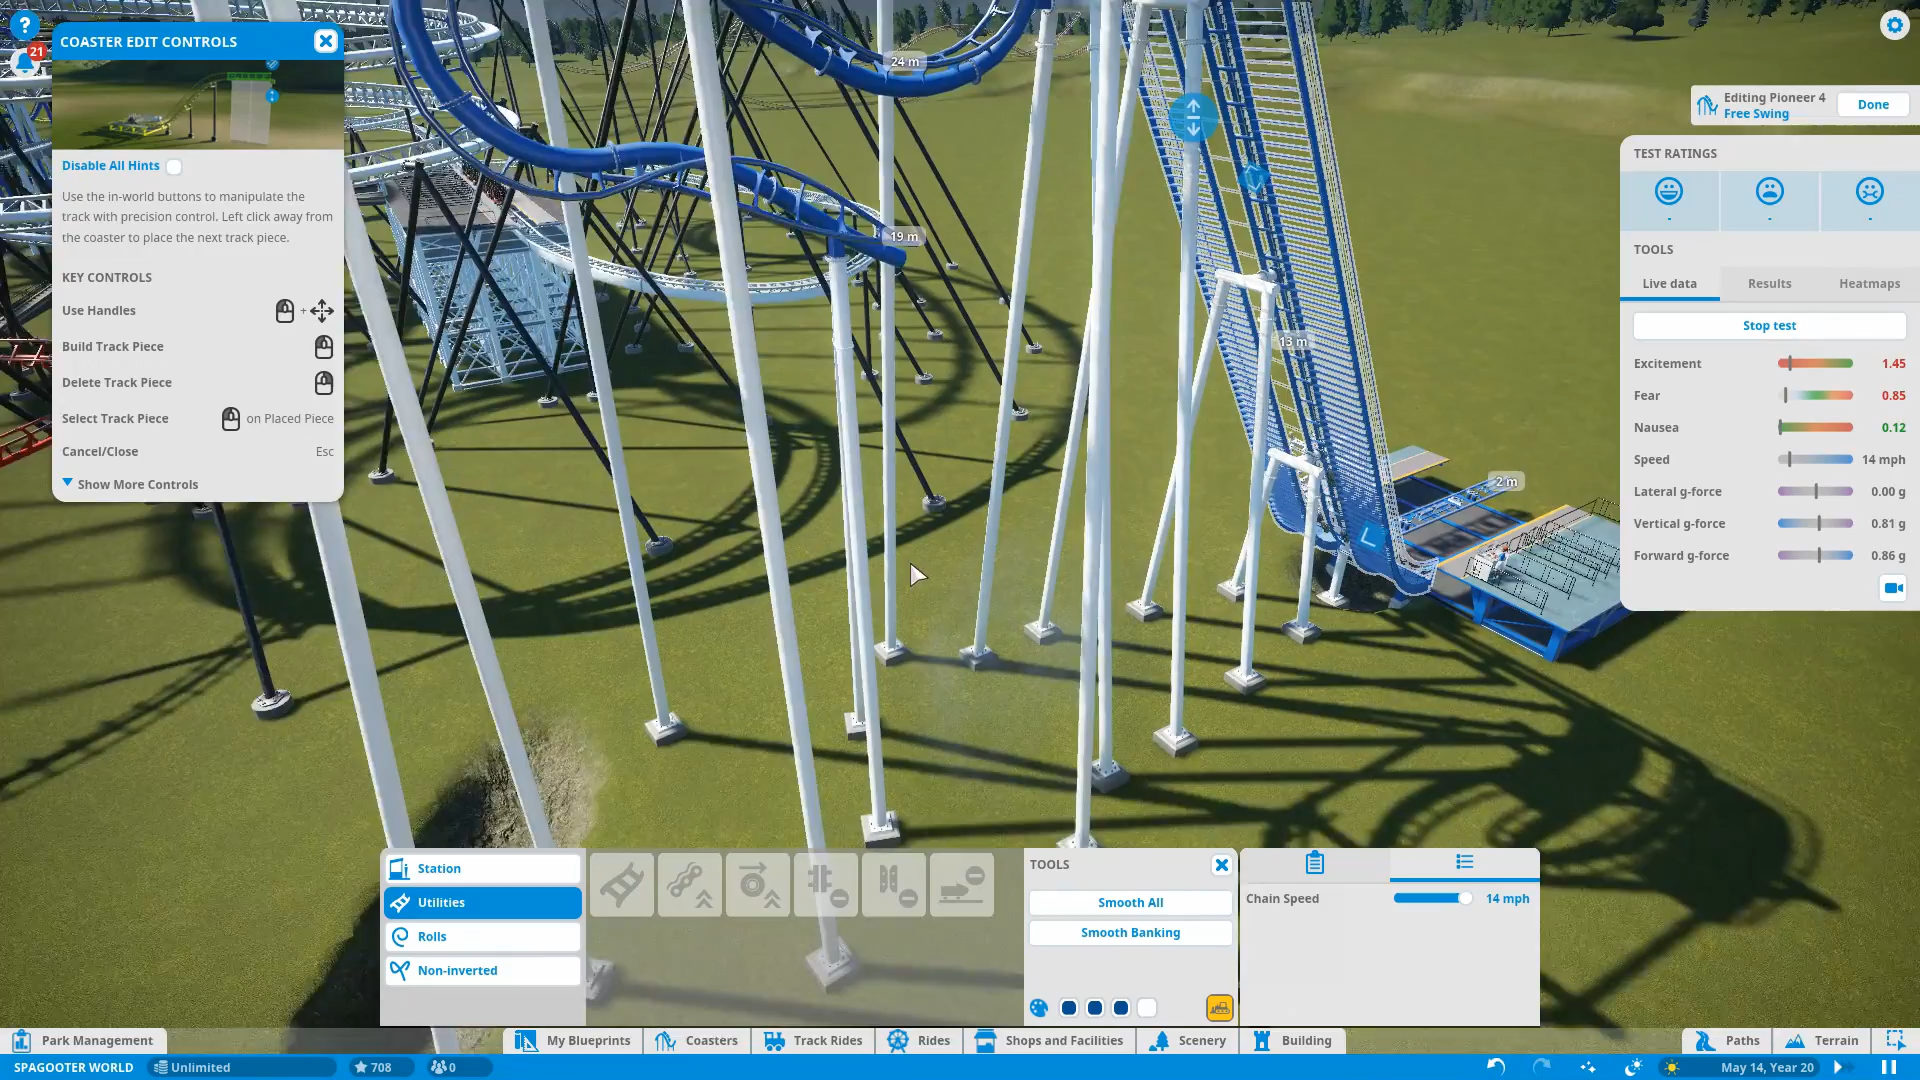 ?
21
COASTER EDIT CONTROLS
Disable All Hints
Use the in-world buttons to manipulate the
track with precision control. Left click away from
the coaster to place the next track piece.
KEY CONTROLS
Use Handles
+
Build Track Piece
Delete Track Piece
Select Track Piece
on Placed Piece
Cancel/Close
Esc
Show More Controls
24 m
19 m
13 m
2 m
Editing Pioneer 4
Free Swing
Done
TEST RATINGS
-
-
-
TOOLS
Live data
Results
Heatmaps
Stop test
Excitement
1.45
Fear
0.85
Nausea
0.12
Speed
14 mph
Lateral g-force
0.00 g
Vertical g-force
0.81 g
Forward g-force
0.86 g
Station
Utilities
Rolls
Non-inverted
TOOLS
Smooth All
Smooth Banking
Chain Speed
14 mph
Park Management
My Blueprints
Coasters
Track Rides
Rides
Shops and Facilities
Scenery
Building
Paths
Terrain
SPAGOOTER WORLD
Unlimited
708
0
May 14, Year 20